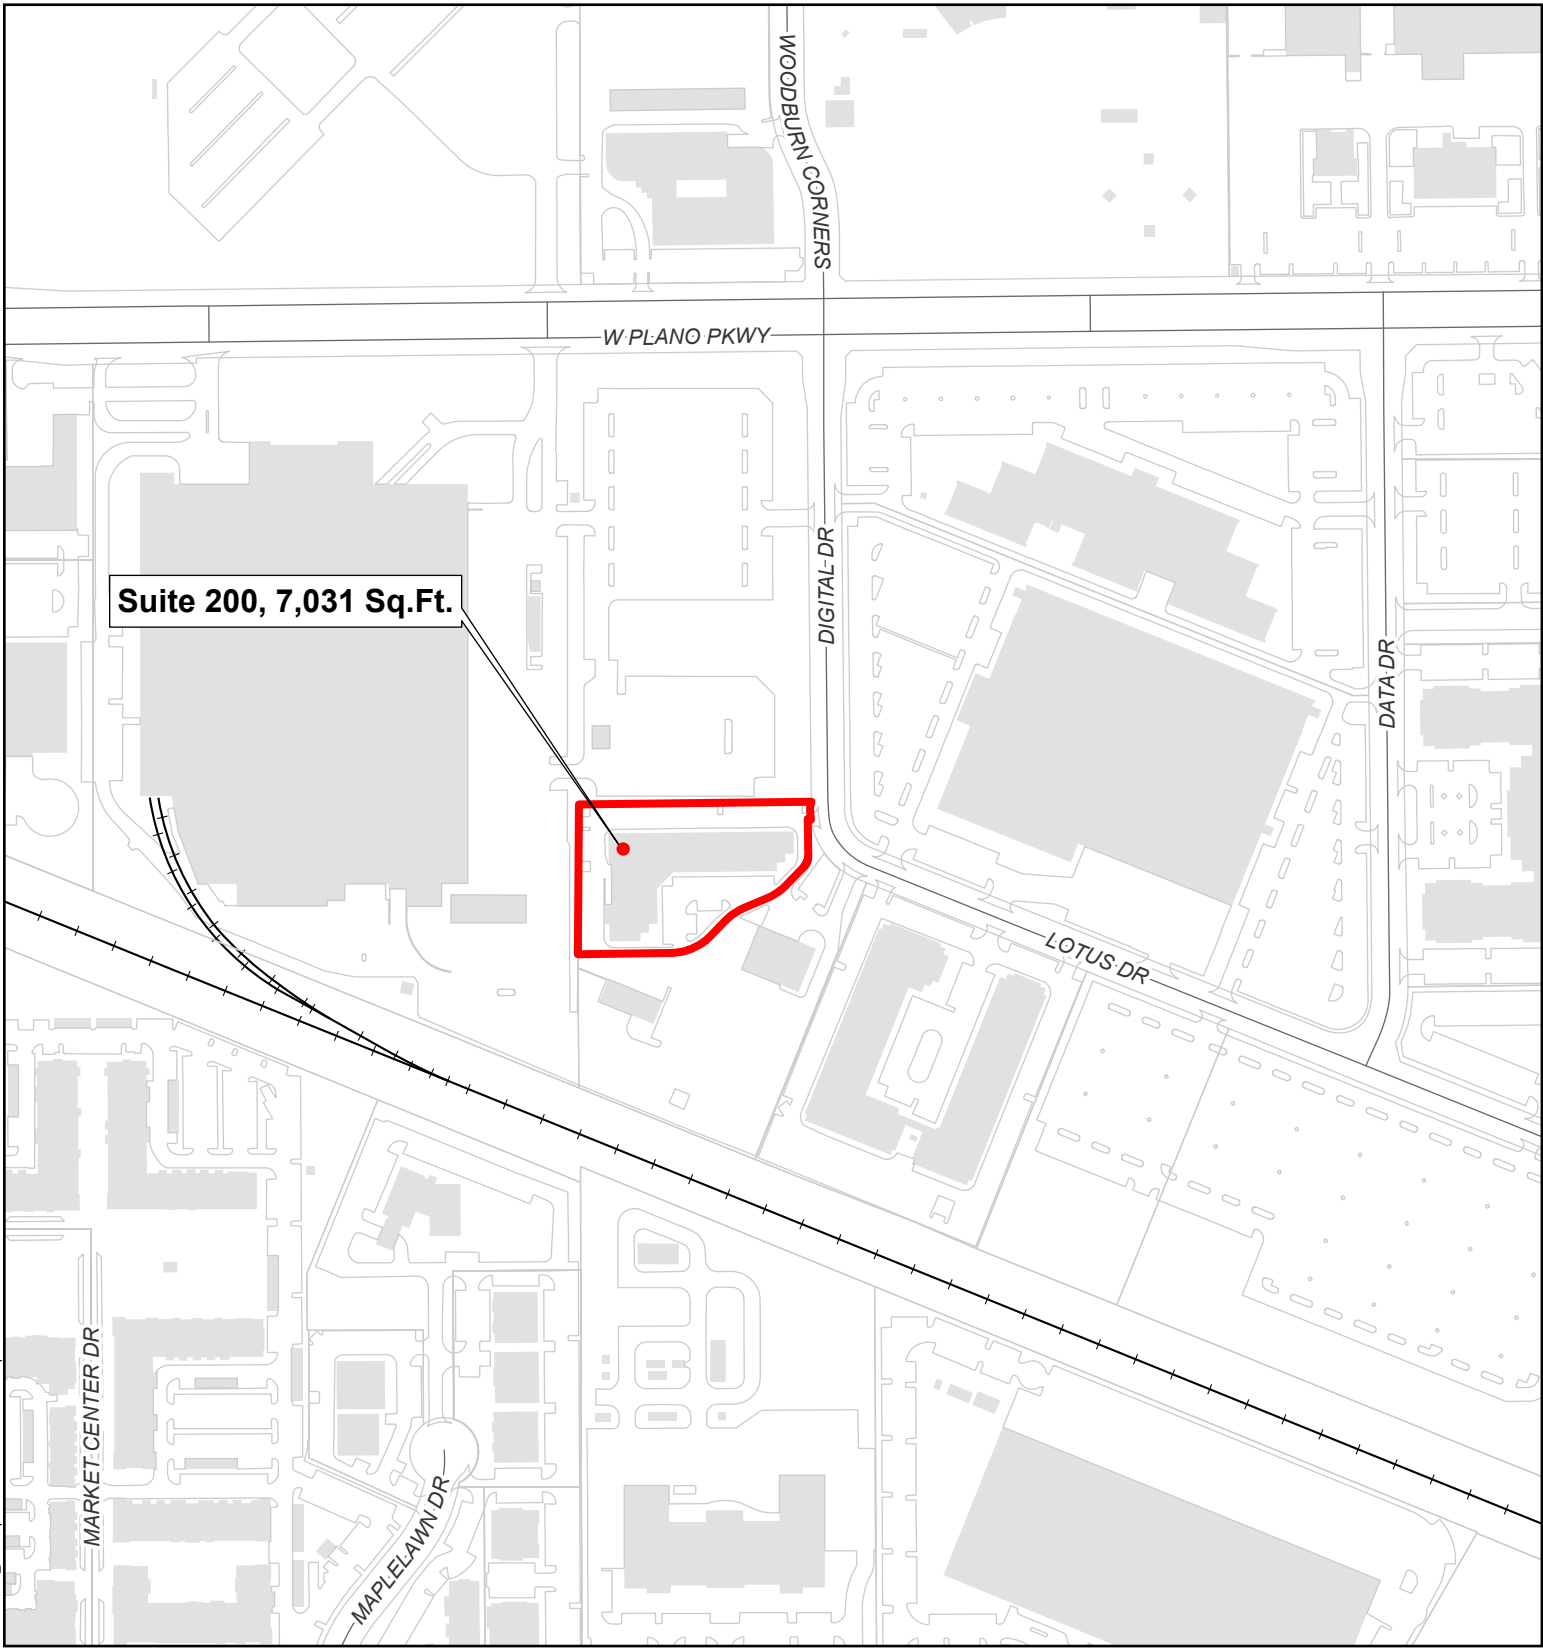 WOODBURN CORNERS
W PLANO PKWY
DIGITAL DR
Suite 200, 7,031 Sq.Ft.
DATA DR
LOTUS DR
MARKET CENTER DR
MAPLELAWN DR